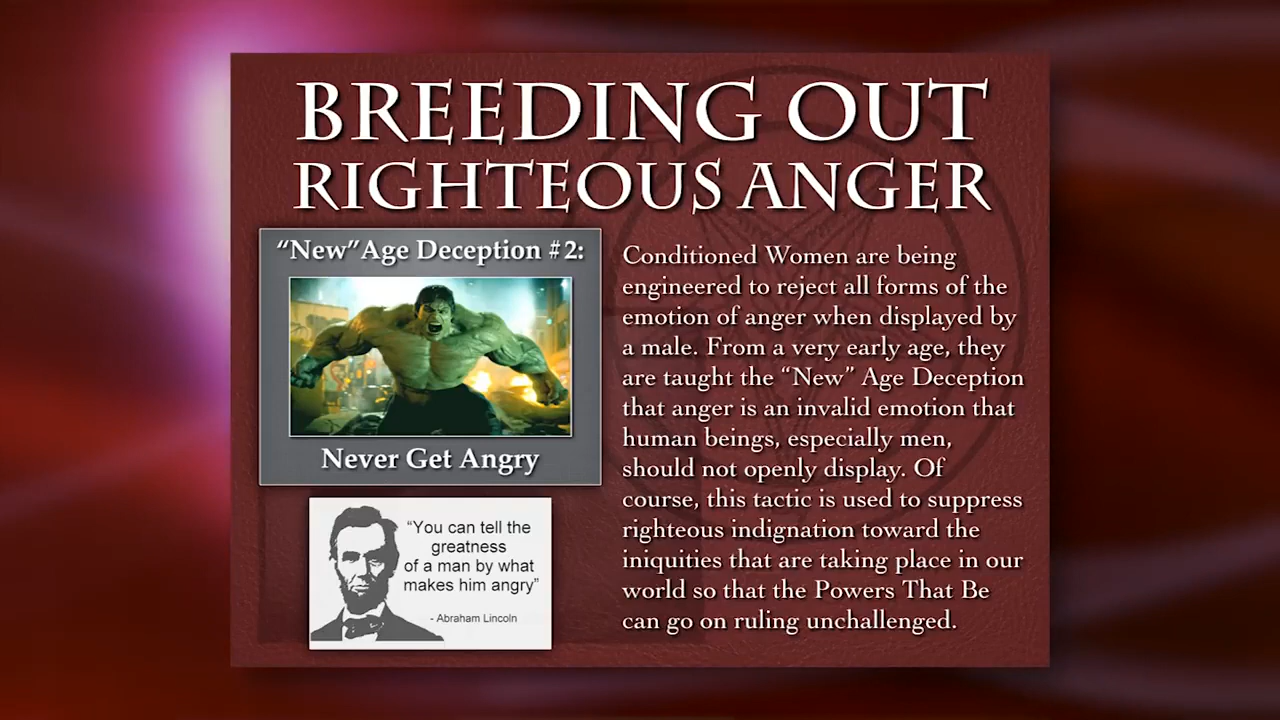 BREEDING OUT
RIGHTEOUS ANGER
“New”Age Deception #2:
Never Get Angry
“You can tell the
greatness
of a man by what
makes him angry”
- Abraham Lincoln
Conditioned Women are being
engineered to reject all forms of the
emotion of anger when displayed by
a male. From a very early age, they
are taught the “New” Age Deception
that anger is an invalid emotion that
human beings, especially men,
should not openly display. Of
course, this tactic is used to suppress
righteous indignation toward the
iniquities that are taking place in our
world so that the Powers That Be
can go on ruling unchallenged.